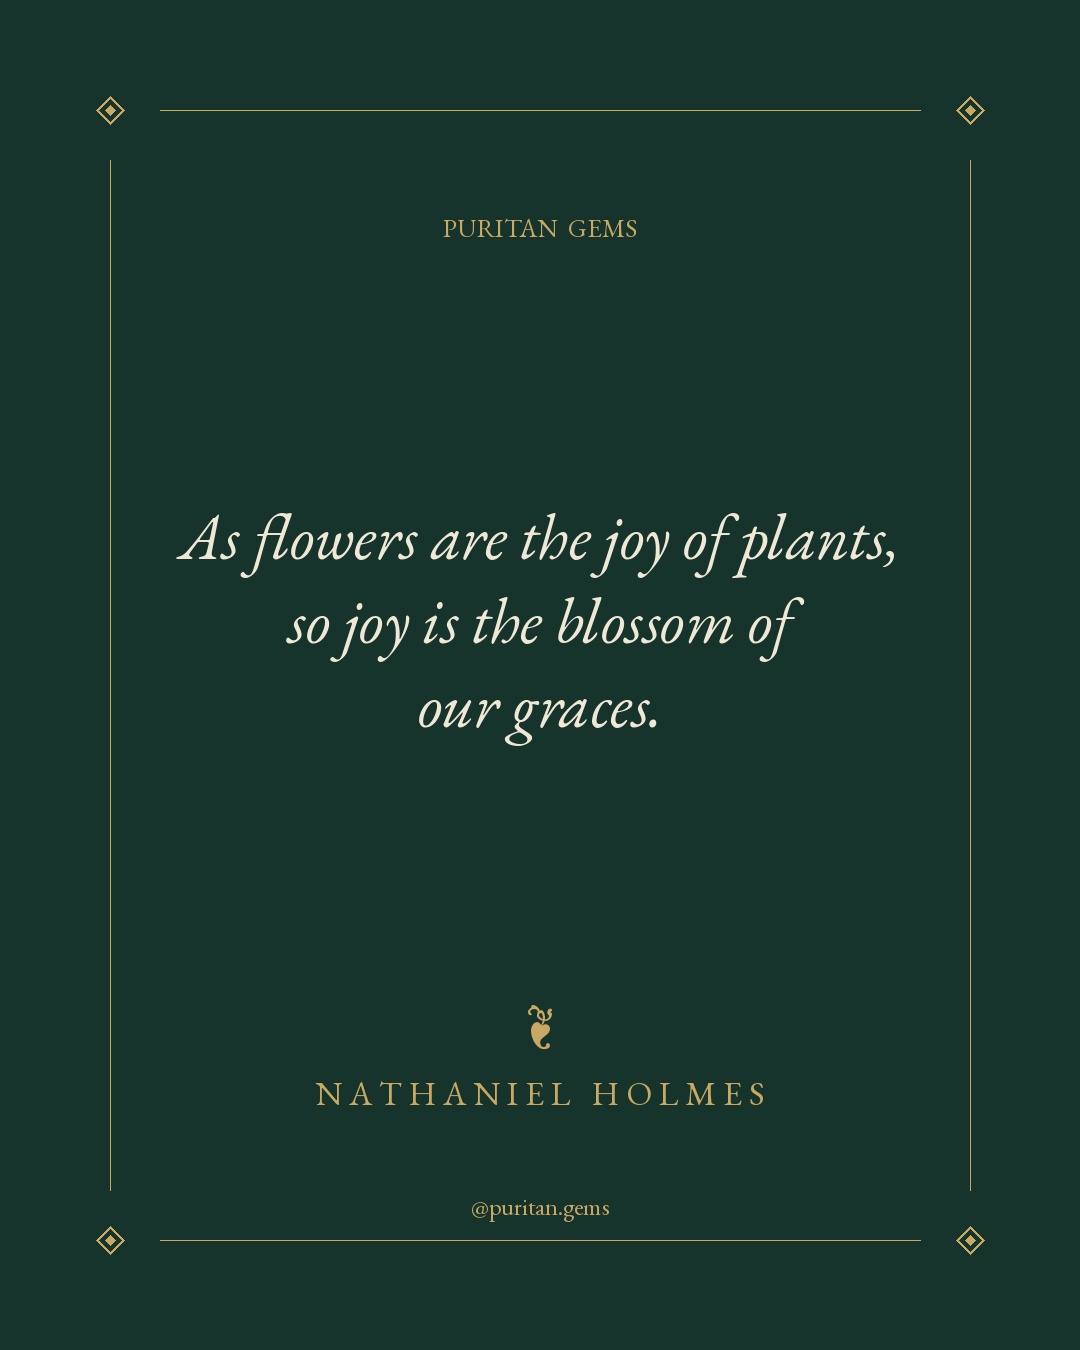 PURITAN GEMS
As flowers are the joy of plants,
so joy is the blossom of
our graces.
❦
NATHANIEL HOLMES
@puritan.gems